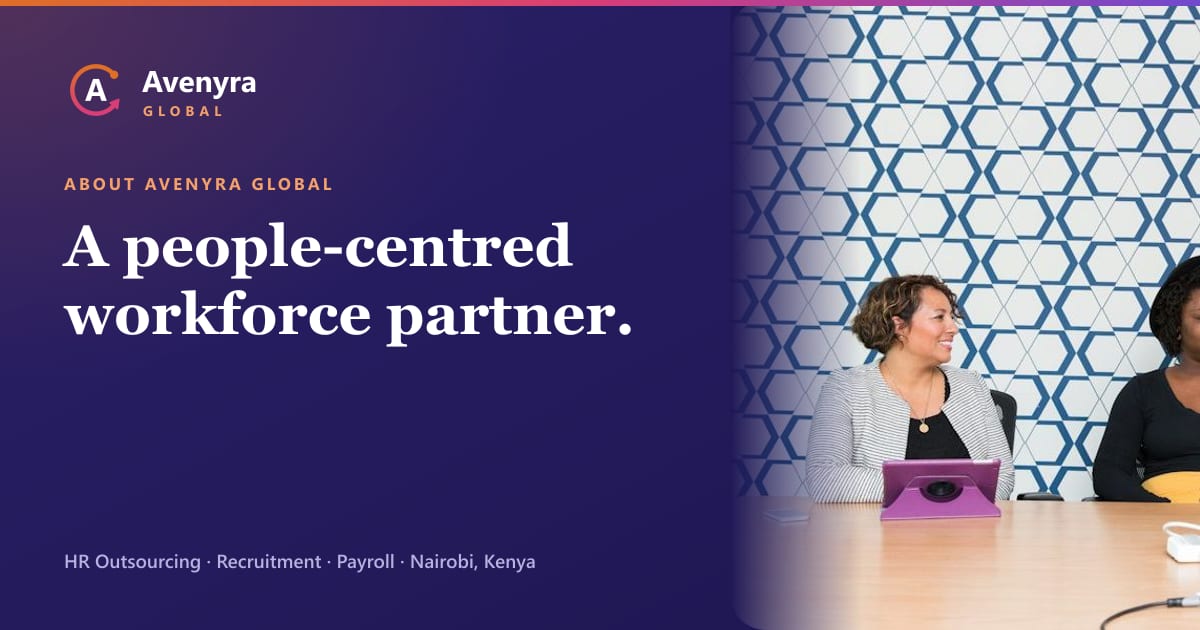 A
Avenyra
GLOBAL
ABOUT AVENYRA GLOBAL
A people-centred
workforce partner.
HR Outsourcing · Recruitment · Payroll · Nairobi, Kenya